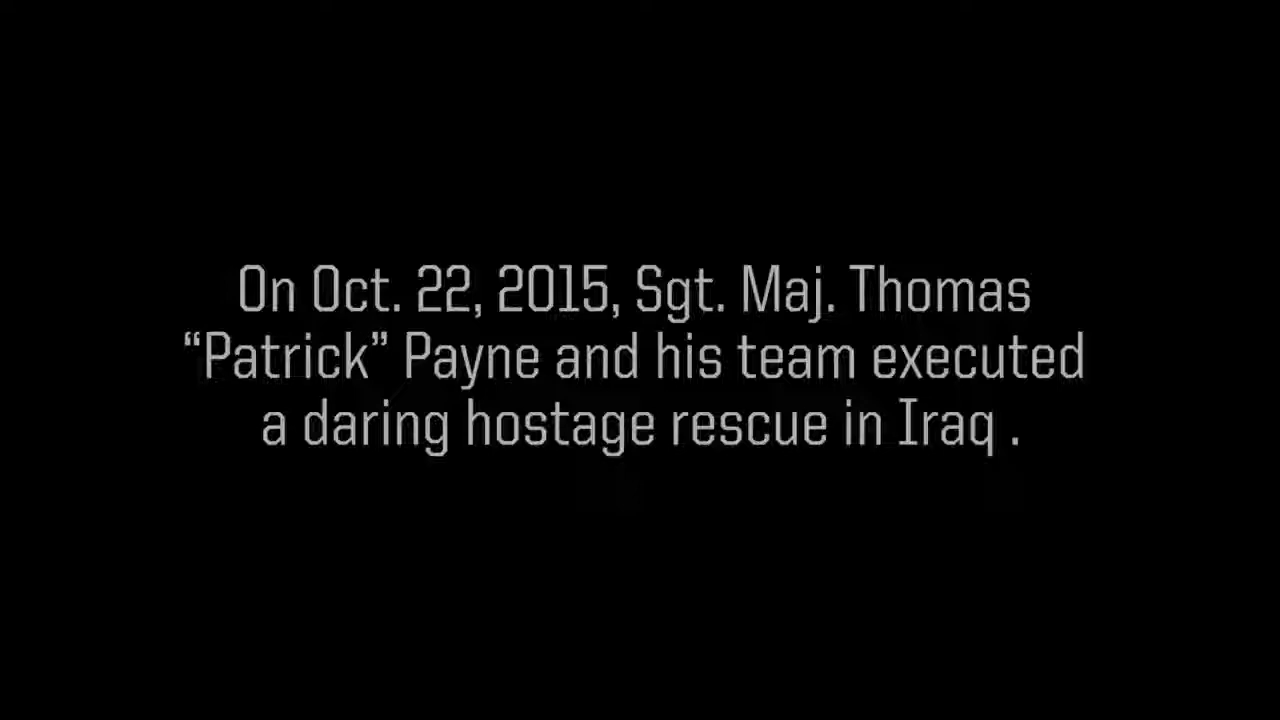 On Oct. 22, 2015, Sgt. Maj. Thomas
“Patrick” Payne and his team executed
a daring hostage rescue in Iraq .